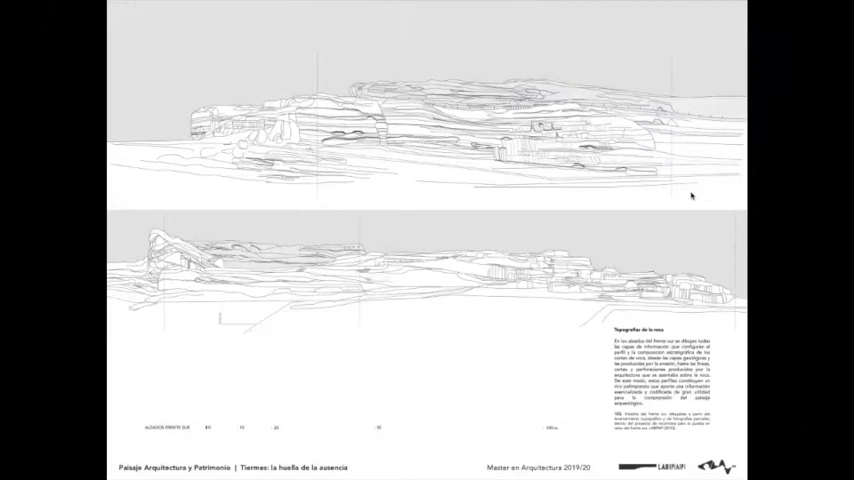 Topografías de la roca
En los alzados del frente sur se dibujan todas
las capas de información que configuran el
perfil y la composición estratigráfica de los
cortes de roca, desde las capas geológicas y
las producidas por la erosión, hasta las líneas,
cortes y perforaciones producidos por la
arquitectura que se asentaba sobre la roca.
De este modo, estos perfiles constituyen un
rico palimpsesto que aporta una información
esencializada y codificada de gran utilidad
para la comprensión del paisaje
arqueológico.
ALZADOS FRENTE SUR
10
20
50
100 m.
Paisaje Arquitectura y Patrimonio | Tiermes: la huella de la ausencia
Master en Arquitectura 2019/20
LABIPAPI